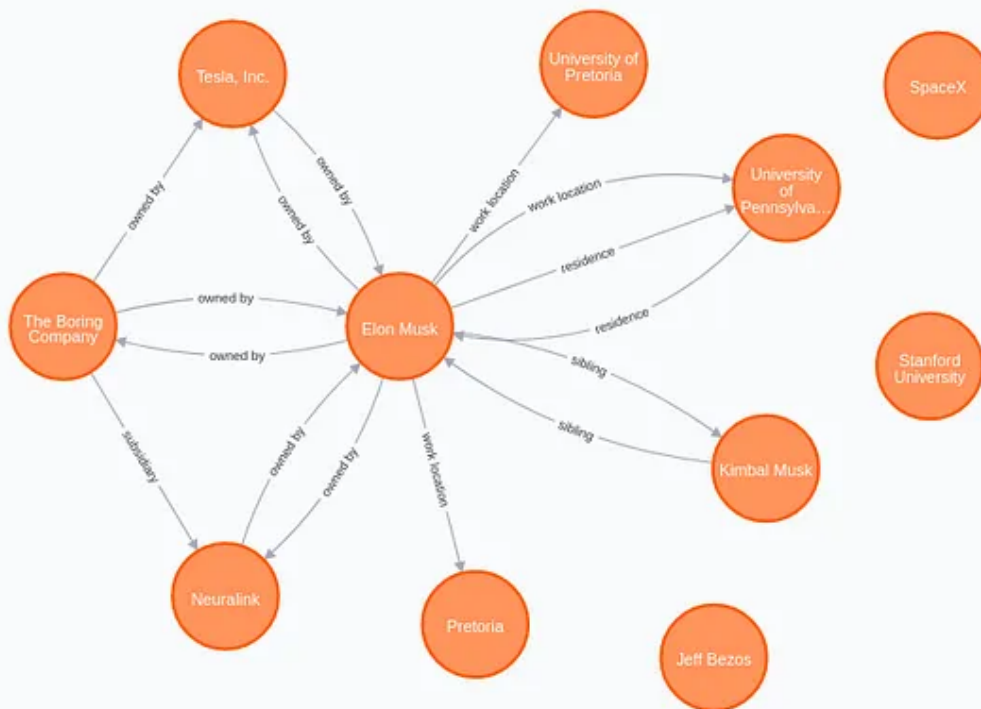 University of
Pretoria
Tesla, Inc.
SpaceX
University
of
Pennsylva...
work location
work location
owned by
owned by
owned by
residence
owned by
residence
The Boring
Company
Elon Musk
owned by
sibling
Stanford
University
sibling
subsidiary
owned by
owned by
work location
Kimbal Musk
Neuralink
Pretoria
Jeff Bezos